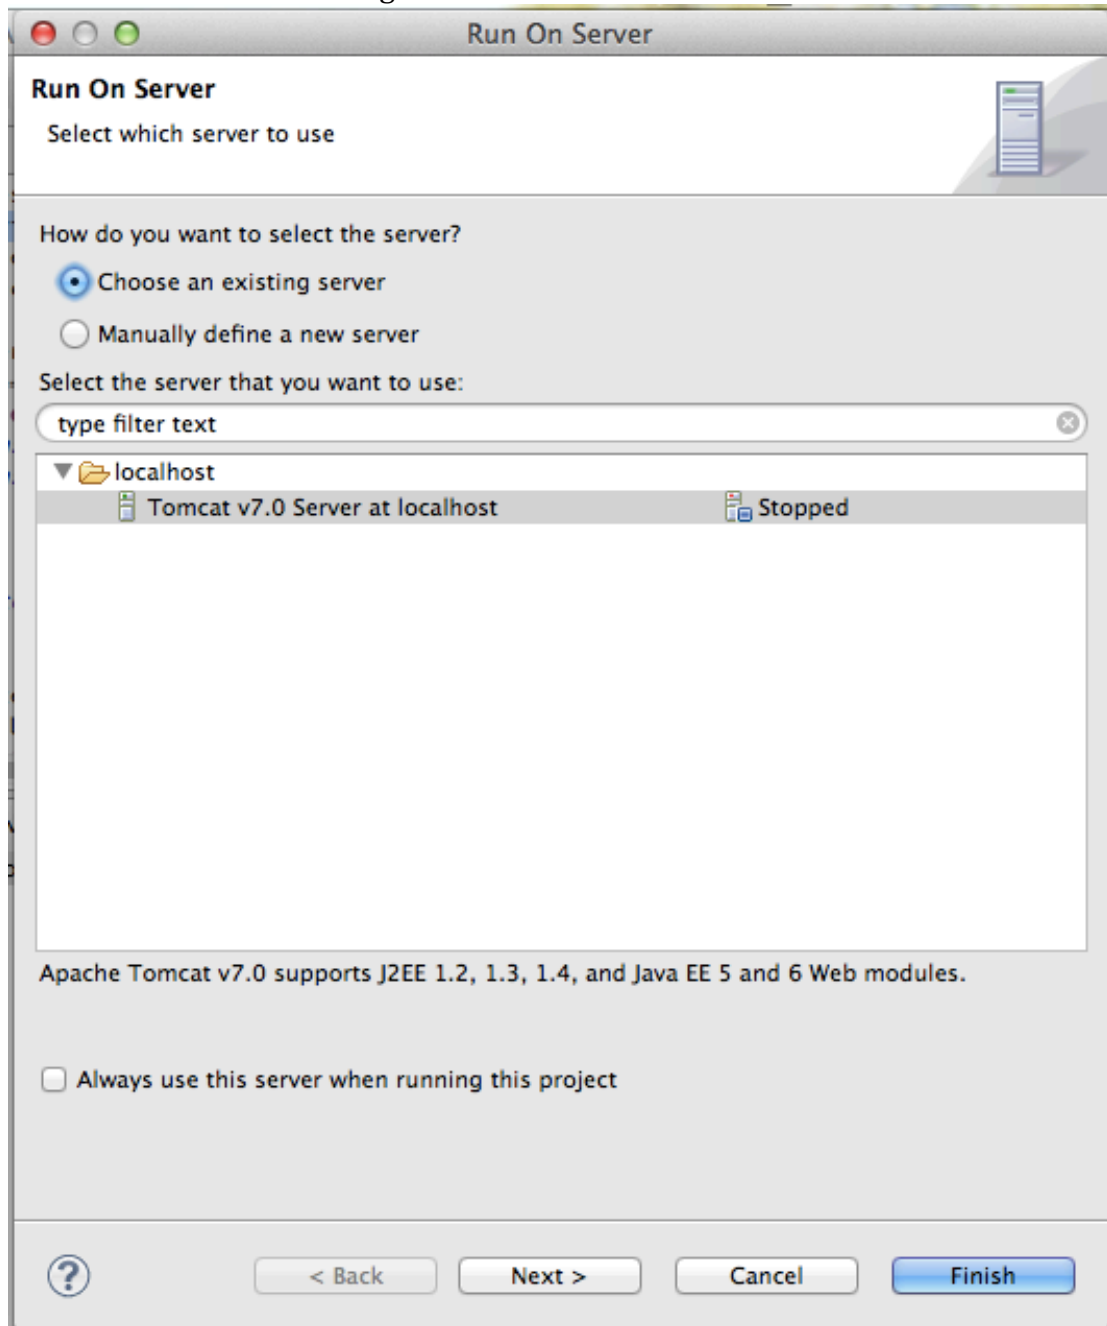 Run On Server
Run On Server
Select which server to use
How do you want to select the server?
Choose an existing server
Manually define a new server
Select the server that you want to use:
type filter text
localhost
Tomcat v7.0 Server at localhost Stopped
Apache Tomcat v7.0 supports J2EE 1.2, 1.3, 1.4, and Java EE 5 and 6 Web modules.
Always use this server when running this project
? < Back Next > Cancel Finish